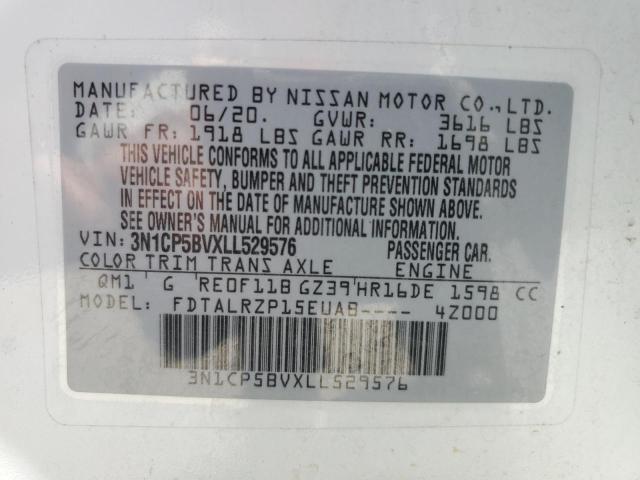 MANUFACTURED BY NISSAN MOTOR CO., LTD.
DATE: 06/20. GVWR: 3616 LBS
GAWR FR: 1918 LBS GAWR RR: 1698 LBS
THIS VEHICLE CONFORMS TO ALL APPLICABLE FEDERAL MOTOR
VEHICLE SAFETY, BUMPER AND THEFT PREVENTION STANDARDS
IN EFFECT ON THE DATE OF MANUFACTURE SHOWN ABOVE.
SEE OWNER'S MANUAL FOR ADDITIONAL INFORMATION.
VIN: 3N1CP5BVXLL529576 PASSENGER CAR.
COLOR TRIM TRANS AXLE ENGINE
QM1 G RE0F11B GZ39 HR16DE 1598 CC
MODEL: FDTALRZP15EUAB---- 4Z000
3N1CP5BVXLL529576